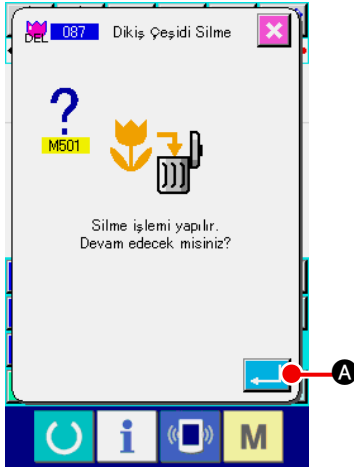 DEL 087 Dikiş Çeşidi Silme
?
M501
Silme işlemi yapılır.
Devam edecek misiniz?
A
i M